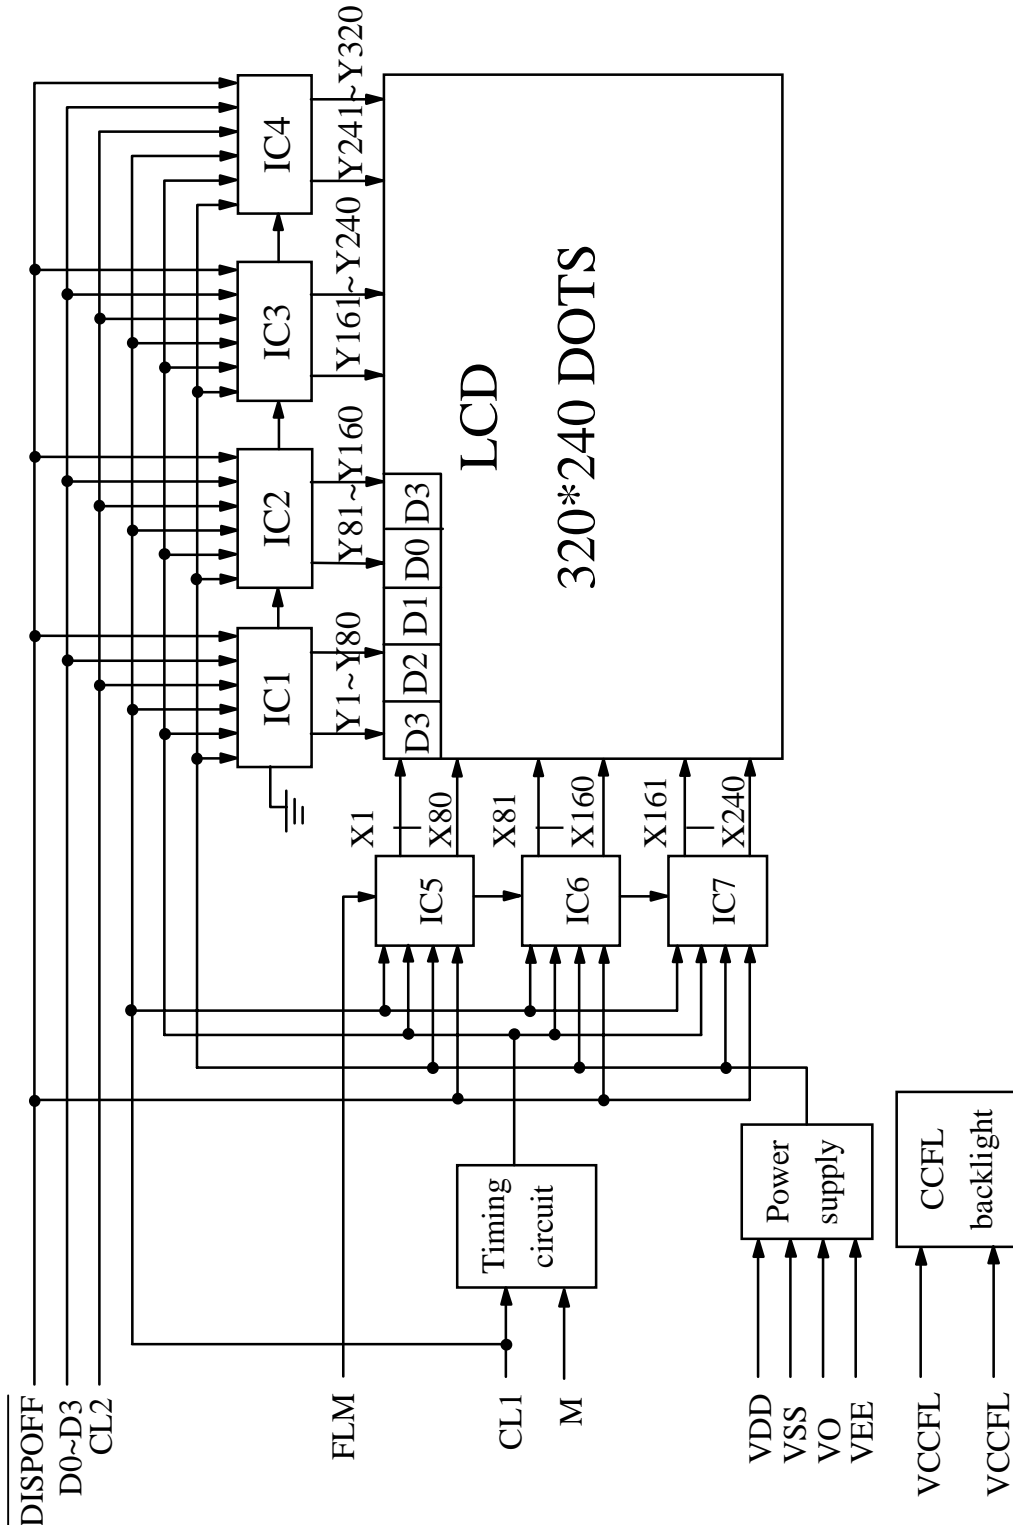 DISPOFF
D0~D3
CL2
FLM
CL1
M
VDD
VSS
VO
VEE
VCCFL
VCCFL
Timing
circuit
Power
supply
CCFL
backlight
IC5
IC6
IC7
X1
X80
X81
X160
X161
X240
IC1
IC2
IC3
IC4
Y1~Y80
Y81~Y160
Y161~Y240
Y241~Y320
D3
D2
D1
D0
D3
LCD
320*240 DOTS